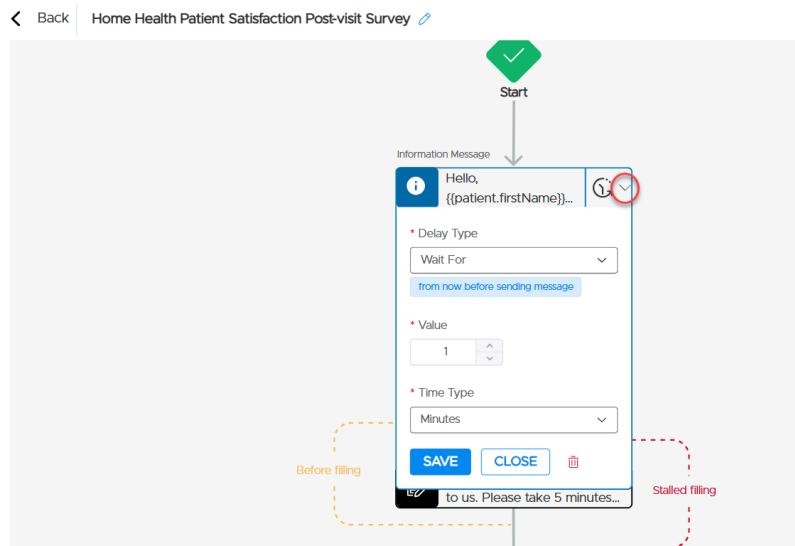 Back
Home Health Patient Satisfaction Post-visit Survey
Start
Information Message
Hello,
{{patient.firstName}}...
* Delay Type
Wait For
from now before sending message
* Value
1
* Time Type
Minutes
SAVE CLOSE
Before filling
to us. Please take 5 minutes...
Stalled filling